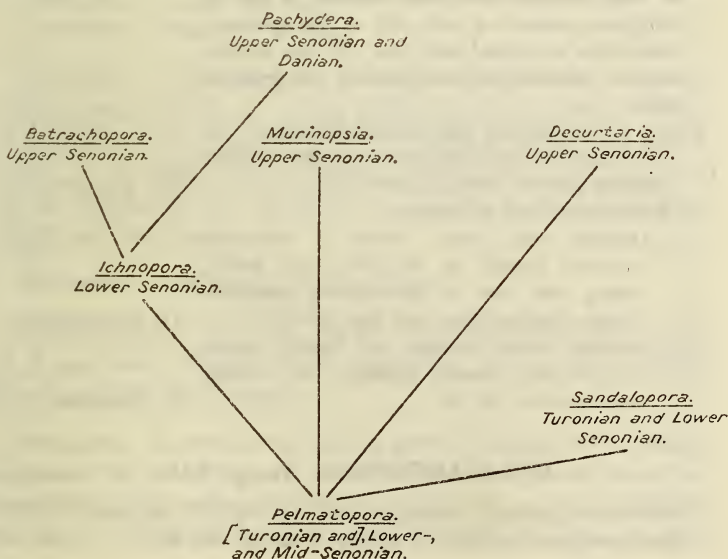 Pachydera.
Upper Senonian and
Danian.
Batrachopora.
Upper Senonian.
Murinopsia.
Upper Senonian.
Decurtaria.
Upper Senonian.
Ichnopora.
Lower Senonian.
Sandalopora.
Turonian and Lower
Senonian.
Pelmatopora.
[Turonian and], Lower-,
and Mid-Senonian.